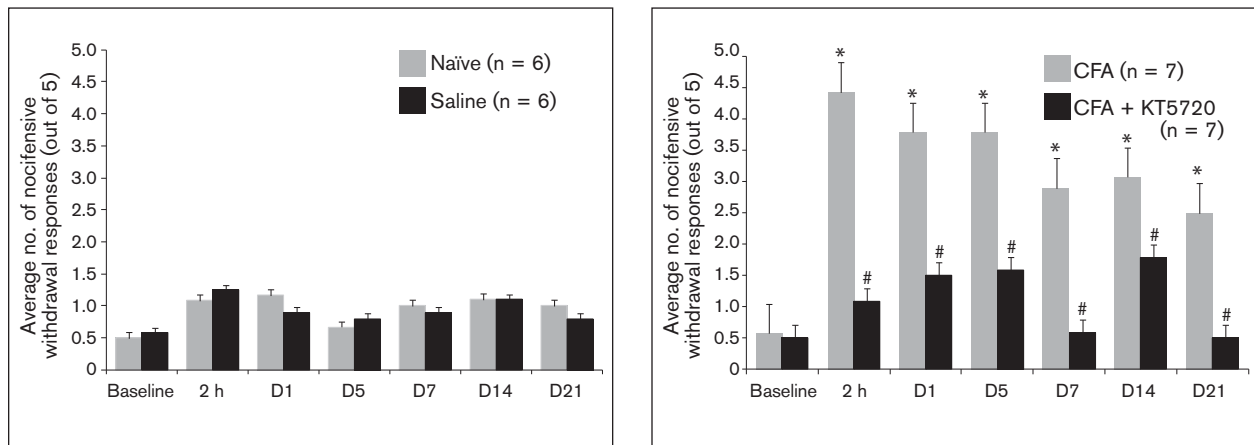 Average no. of nocifensive
withdrawal responses (out of 5)
5.0
4.5
4.0
3.5
3.0
2.5
2.0
1.5
1.0
0.5
0
Naïve (n = 6)
Saline (n = 6)
Baseline 2 h D1 D5 D7 D14 D21
Average no. of nocifensive
withdrawal responses (out of 5)
5.0
4.5
4.0
3.5
3.0
2.5
2.0
1.5
1.0
0.5
0
CFA (n = 7)
CFA + KT5720
(n = 7)
* * * * * *
# # # # # #
Baseline 2 h D1 D5 D7 D14 D21